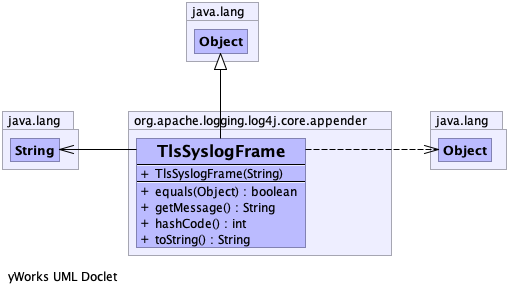 java.lang
Object
java.lang
String
org.apache.logging.log4j.core.appender
TlsSyslogFrame
+ TlsSyslogFrame(String)
+ equals(Object) : boolean
+ getMessage() : String
+ hashCode() : int
+ toString() : String
java.lang
Object
yWorks UML Doclet